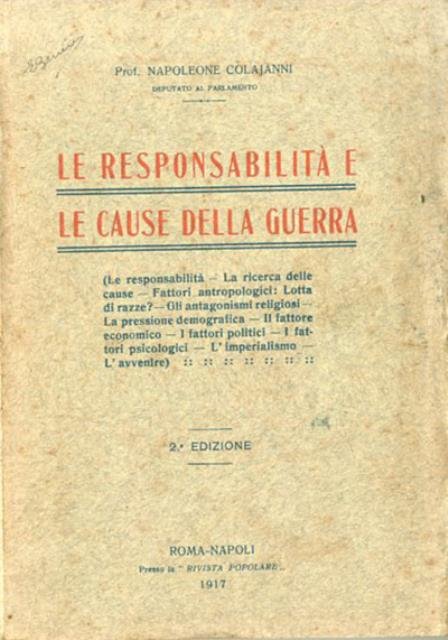 Prof. NAPOLEONE COLAJANNI
DEPUTATO AL PARLAMENTO
LE RESPONSABILITÀ E
LE CAUSE DELLA GUERRA
(Le responsabilità – La ricerca delle
cause — Fattori antropologici: Lotta
di razze? — Gli antagonismi religiosi —
La pressione demografica — Il fattore
economico — I fattori politici — I fat-
tori psicologici — L'imperialismo —
L'avvenire) :: :: :: :: :: :: ::
2.ª EDIZIONE
ROMA-NAPOLI
Presso la "RIVISTA POPOLARE„
1917